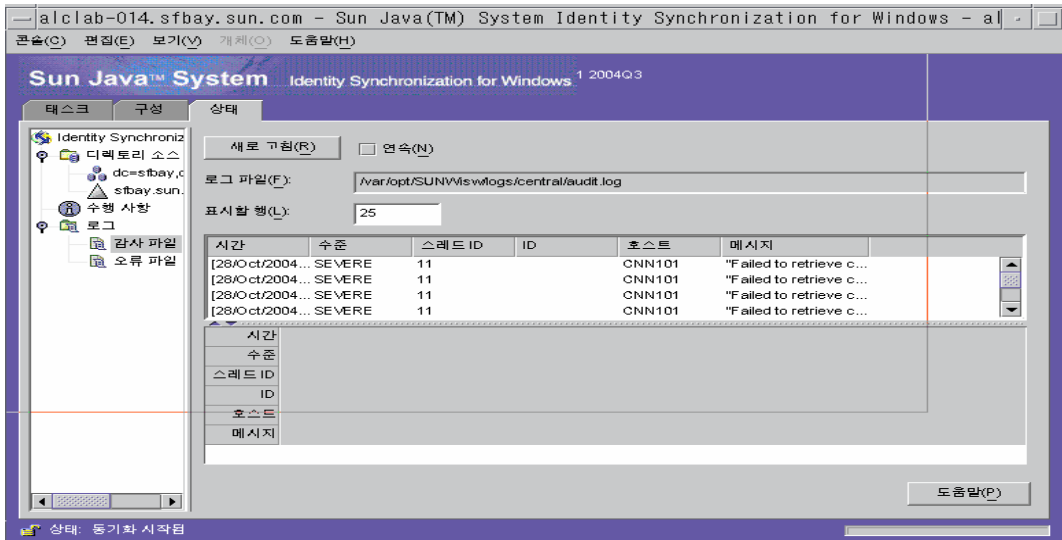 alclab-014.sfbay.sun.com - Sun Java(TM) System Identity Synchronization for Windows - al
콘솔(C) 편집(E) 보기(V) 개체(O) 도움말(H)
Sun Java™ System Identity Synchronization for Windows 1 2004Q3
태스크 구성 상태
Identity Synchroniz
디렉토리 소스
dc=sfbay,c
sfbay.sun.
수행 사항
로그
감사 파일
오류 파일
새로 고침(R) 연속(N)
로그 파일(F): /var/opt/SUNWisw/logs/central/audit.log
표시할 행(L): 25
시간 수준 스레드 ID ID 호스트 메시지
[28/Oct/2004... SEVERE 11 CNN101 "Failed to retrieve c...
[28/Oct/2004... SEVERE 11 CNN101 "Failed to retrieve c...
[28/Oct/2004... SEVERE 11 CNN101 "Failed to retrieve c...
[28/Oct/2004... SEVERE 11 CNN101 "Failed to retrieve c...
시간
수준
스레드 ID
ID
호스트
메시지
도움말(P)
상태: 동기화 시작됨